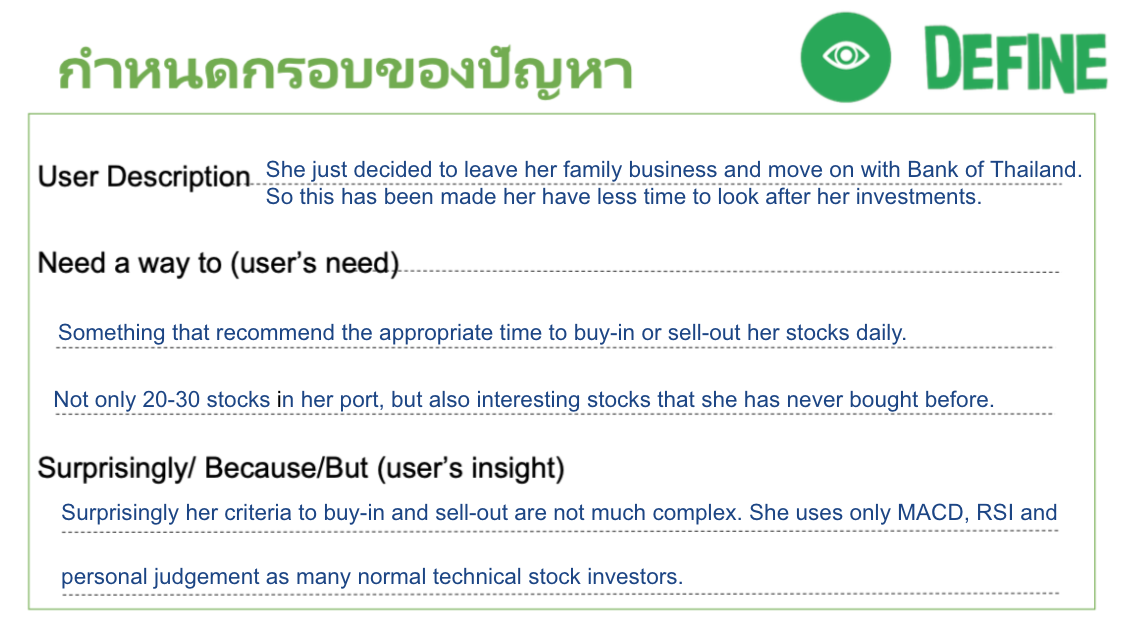 กำหนดกรอบของปัญหา
DEFINE
User Description
She just decided to leave her family business and move on with Bank of Thailand.
So this has been made her have less time to look after her investments.
Need a way to (user’s need)
Something that recommend the appropriate time to buy-in or sell-out her stocks daily.
Not only 20-30 stocks in her port, but also interesting stocks that she has never bought before.
Surprisingly/ Because/But (user’s insight)
Surprisingly her criteria to buy-in and sell-out are not much complex. She uses only MACD, RSI and
personal judgement as many normal technical stock investors.